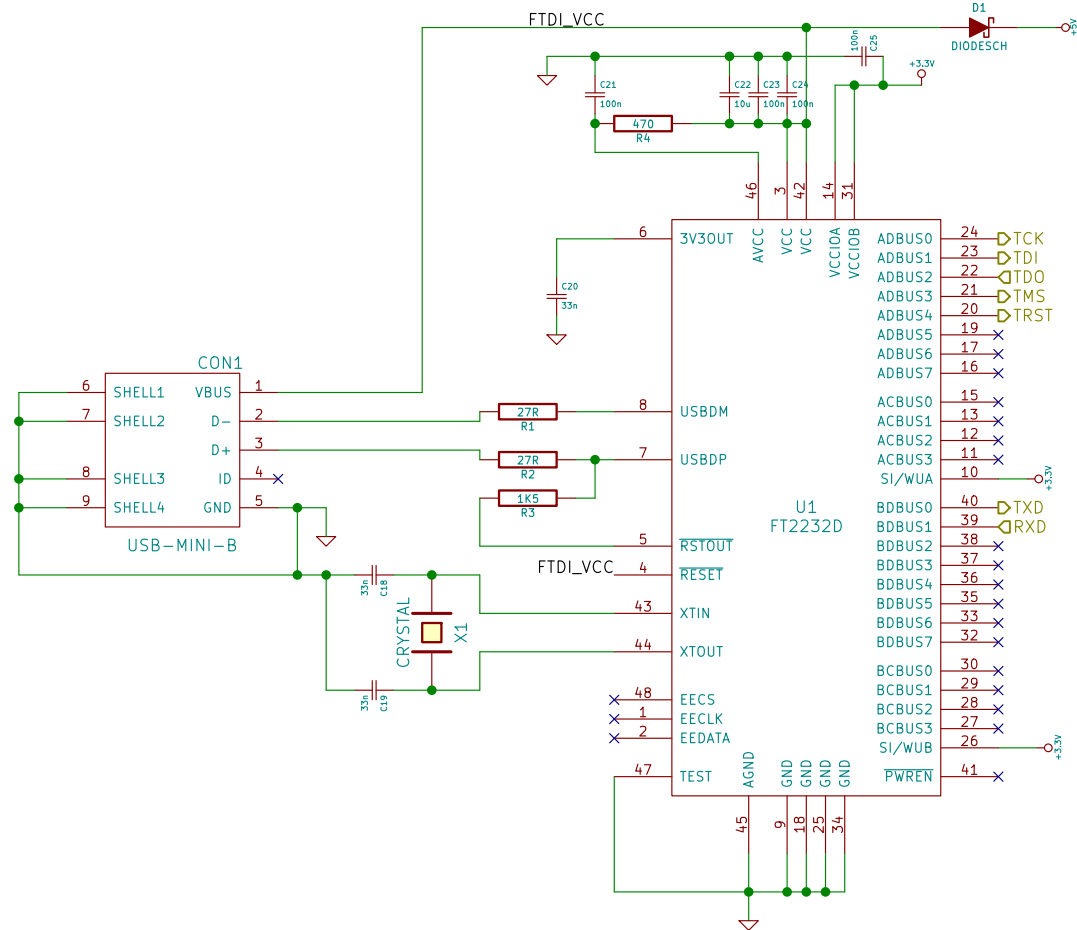 FTDI_VCC
D1
DIODESCH
+5V
100n
C25
+3.3V
C21
100n
C22
10u
C23
100n
C24
100n
470
R4
46
3
42
14
31
AVCC
VCC
VCC
VCCIOA
VCCIOB
6
3V3OUT
C20
33n
8
USBDM
7
USBDP
5
RSTOUT
FTDI_VCC
4
RESET
43
XTIN
44
XTOUT
48
EECS
1
EECLK
2
EEDATA
47
TEST
U1
FT2232D
ADBUS0 24 TCK
ADBUS1 23 TDI
ADBUS2 22 TDO
ADBUS3 21 TMS
ADBUS4 20 TRST
ADBUS5 19
ADBUS6 17
ADBUS7 16
ACBUS0 15
ACBUS1 13
ACBUS2 12
ACBUS3 11
SI/WUA 10 +3.3V
BDBUS0 40 TXD
BDBUS1 39 RXD
BDBUS2 38
BDBUS3 37
BDBUS4 36
BDBUS5 35
BDBUS6 33
BDBUS7 32
BCBUS0 30
BCBUS1 29
BCBUS2 28
BCBUS3 27
SI/WUB 26 +3.3V
PWREN 41
AGND
GND
GND
GND
GND
45
9
18
25
34
CON1
6 SHELL1 VBUS 1
7 SHELL2 D- 2
D+ 3
8 SHELL3 ID 4
9 SHELL4 GND 5
USB-MINI-B
27R
R1
27R
R2
1K5
R3
33n
C18
CRYSTAL
X1
33n
C19